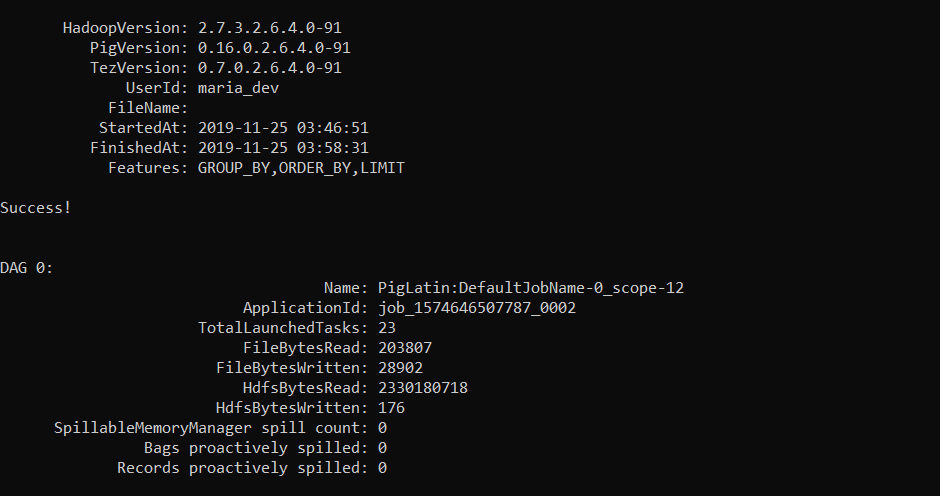 HadoopVersion: 2.7.3.2.6.4.0-91
PigVersion: 0.16.0.2.6.4.0-91
TezVersion: 0.7.0.2.6.4.0-91
UserId: maria_dev
FileName:
StartedAt: 2019-11-25 03:46:51
FinishedAt: 2019-11-25 03:58:31
Features: GROUP_BY,ORDER_BY,LIMIT
Success!
DAG 0:
Name: PigLatin:DefaultJobName-0_scope-12
ApplicationId: job_1574646507787_0002
TotalLaunchedTasks: 23
FileBytesRead: 203807
FileBytesWritten: 28902
HdfsBytesRead: 2330180718
HdfsBytesWritten: 176
SpillableMemoryManager spill count: 0
Bags proactively spilled: 0
Records proactively spilled: 0